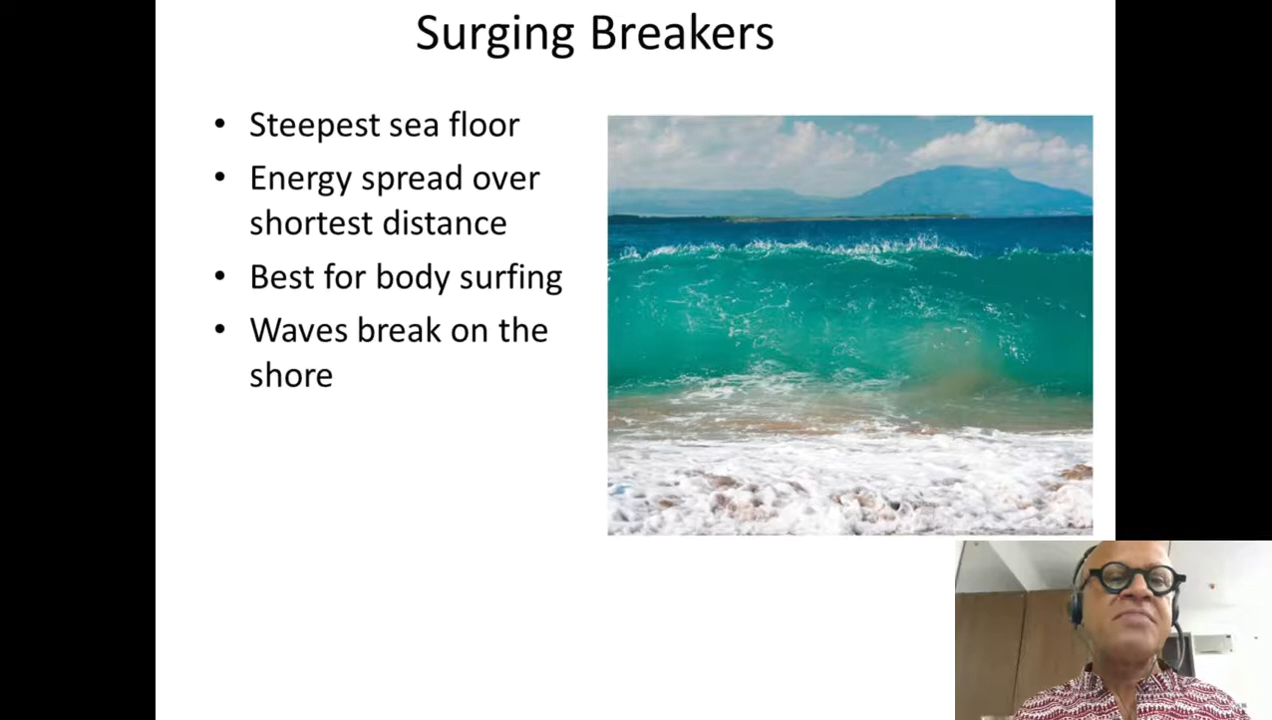 Surging Breakers
• Steepest sea floor
• Energy spread over
shortest distance
• Best for body surfing
• Waves break on the
shore